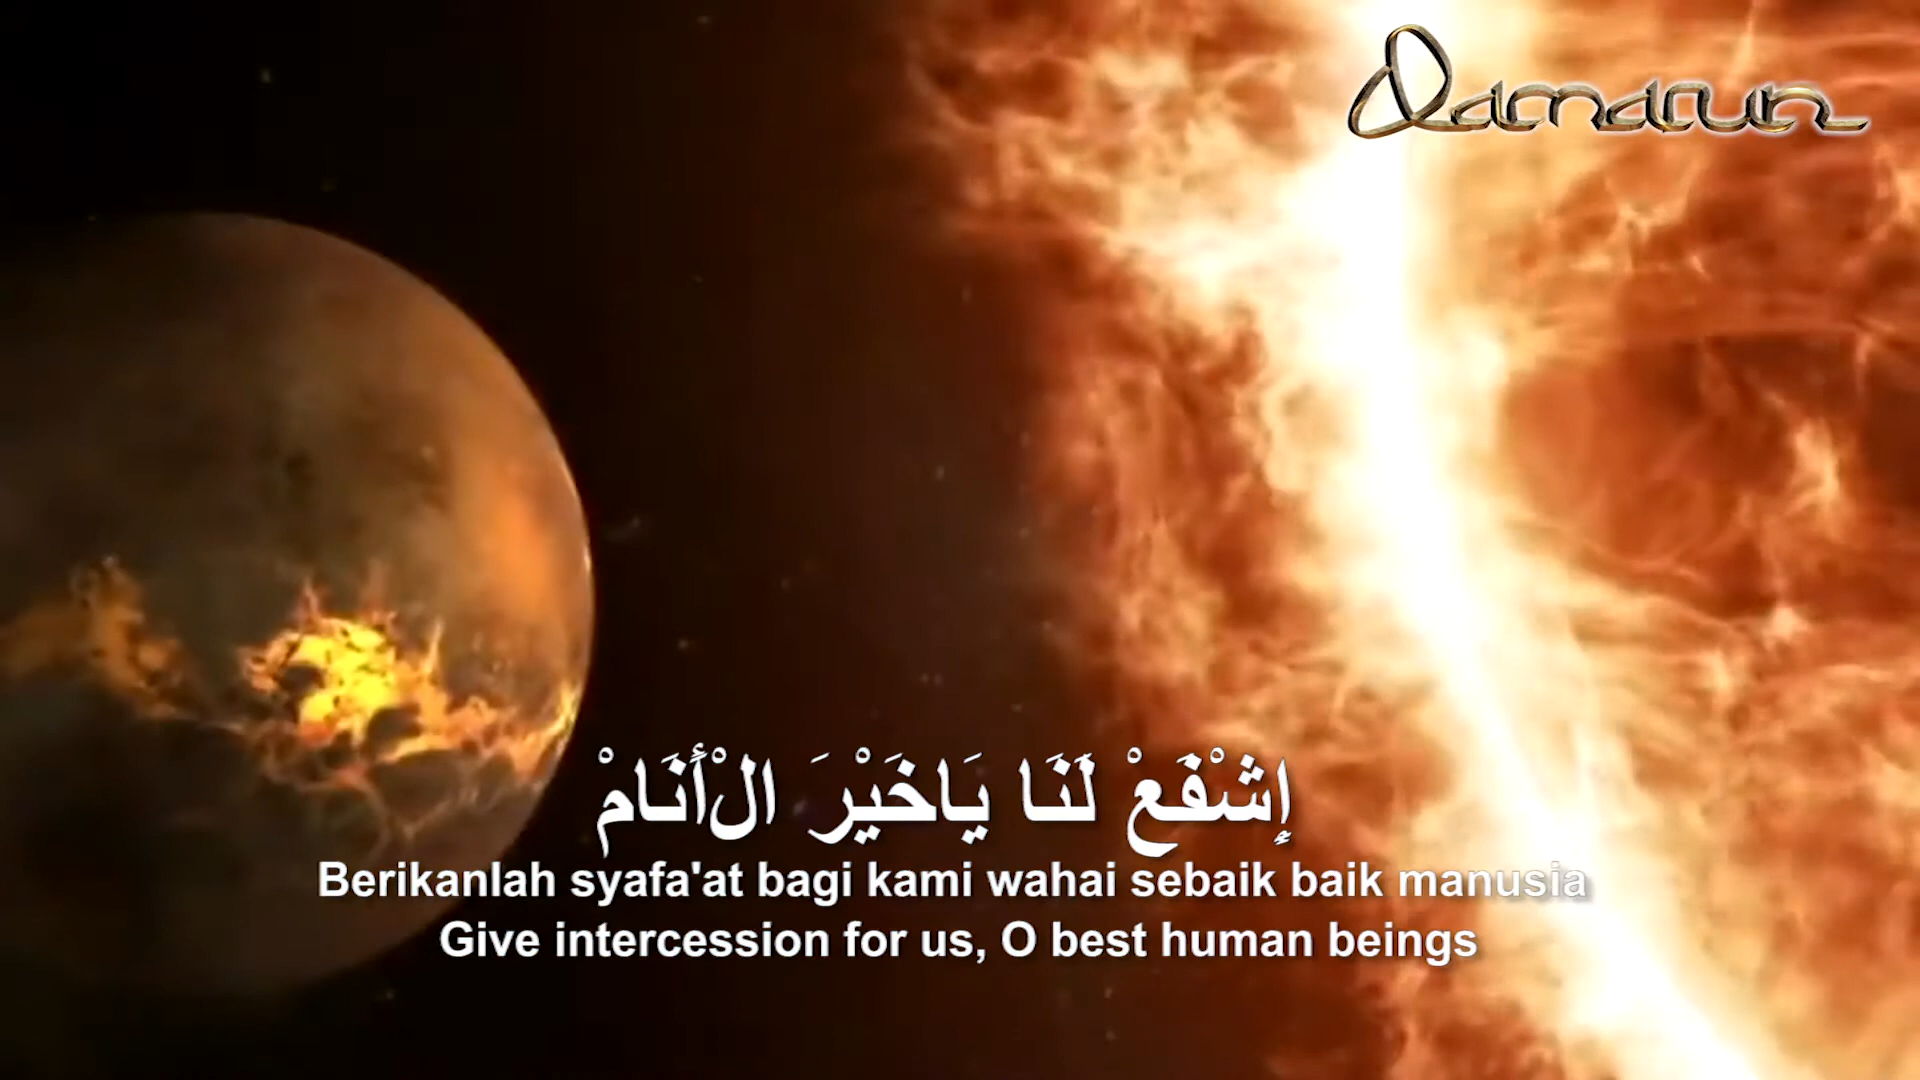 Qamarun
إِشْفَعْ لَنَا يَاخَيْرَ الْأَنَامْ
Berikanlah syafa'at bagi kami wahai sebaik baik manusia
Give intercession for us, O best human beings